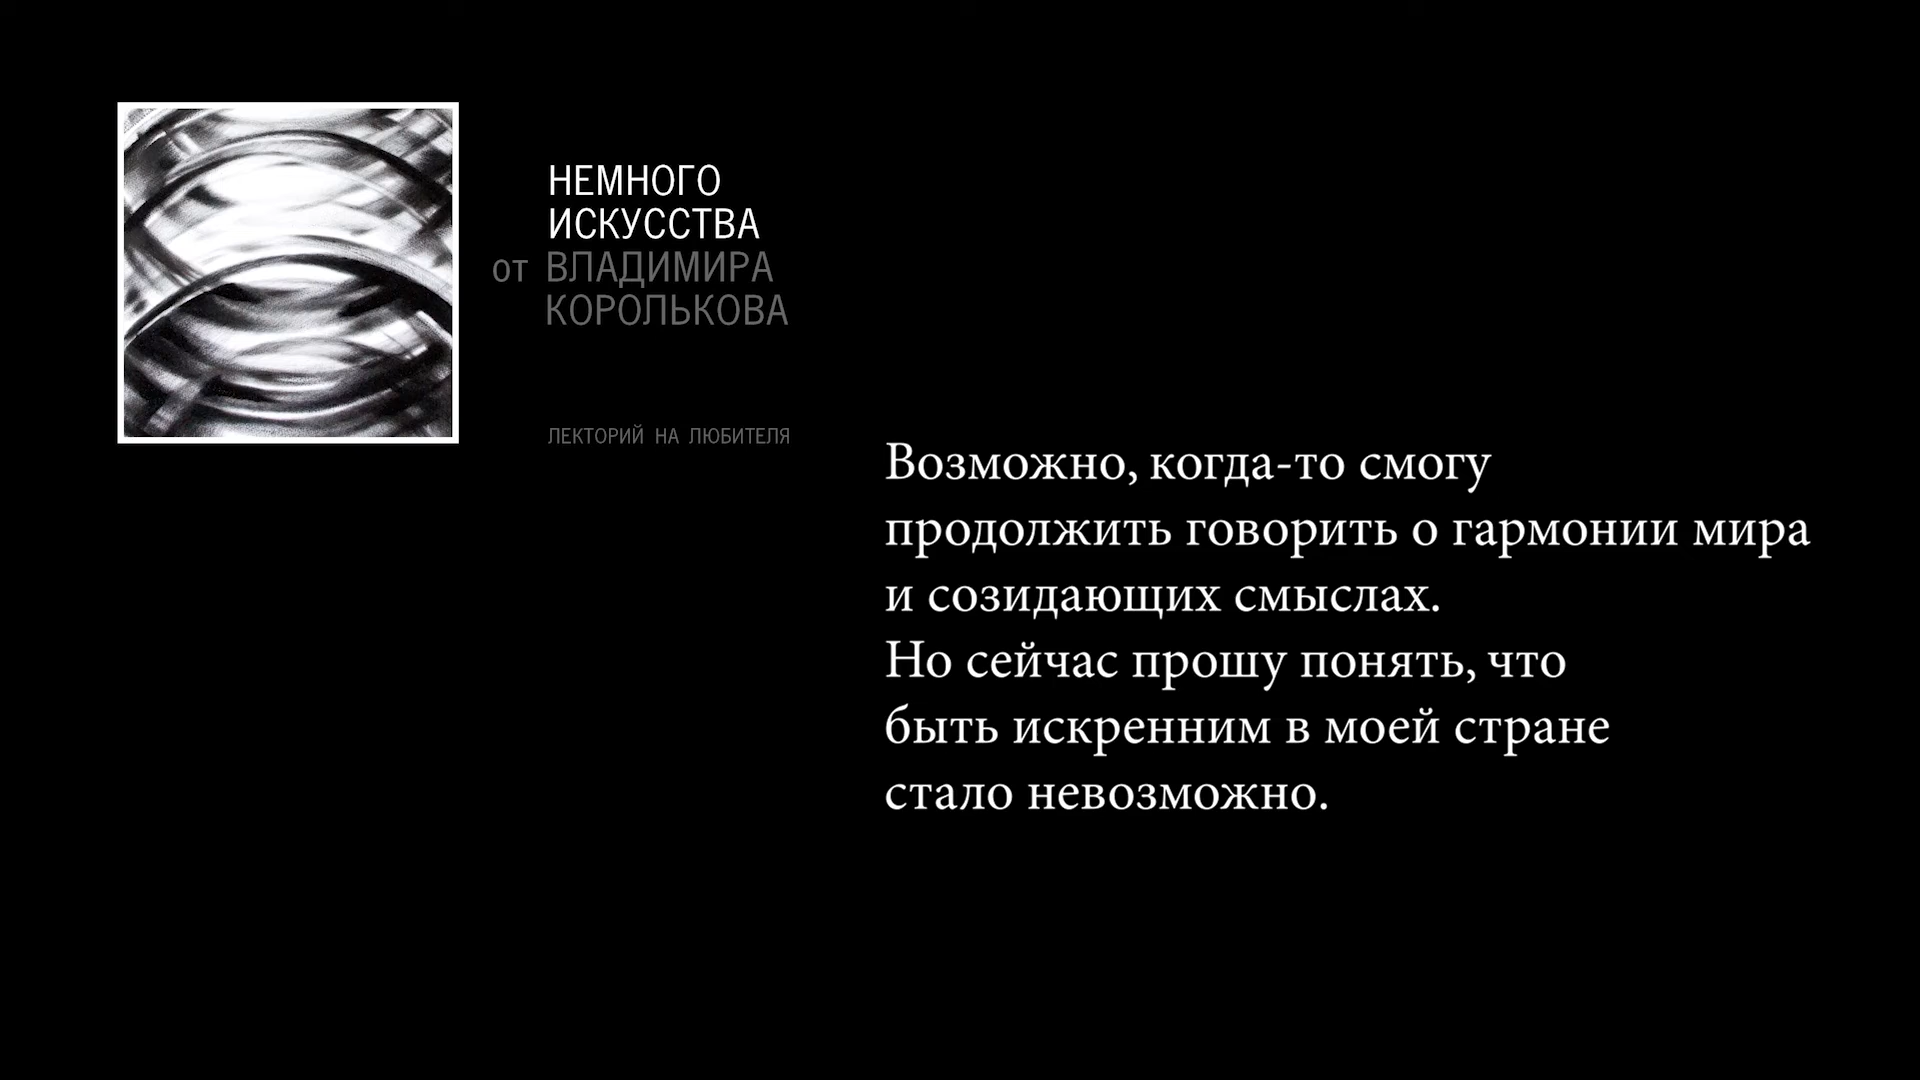 НЕМНОГО
ИСКУССТВА
от ВЛАДИМИРА
КОРОЛЬКОВА
ЛЕКТОРИЙ НА ЛЮБИТЕЛЯ
Возможно, когда-то смогу
продолжить говорить о гармонии мира
и созидающих смыслах.
Но сейчас прошу понять, что
быть искренним в моей стране
стало невозможно.